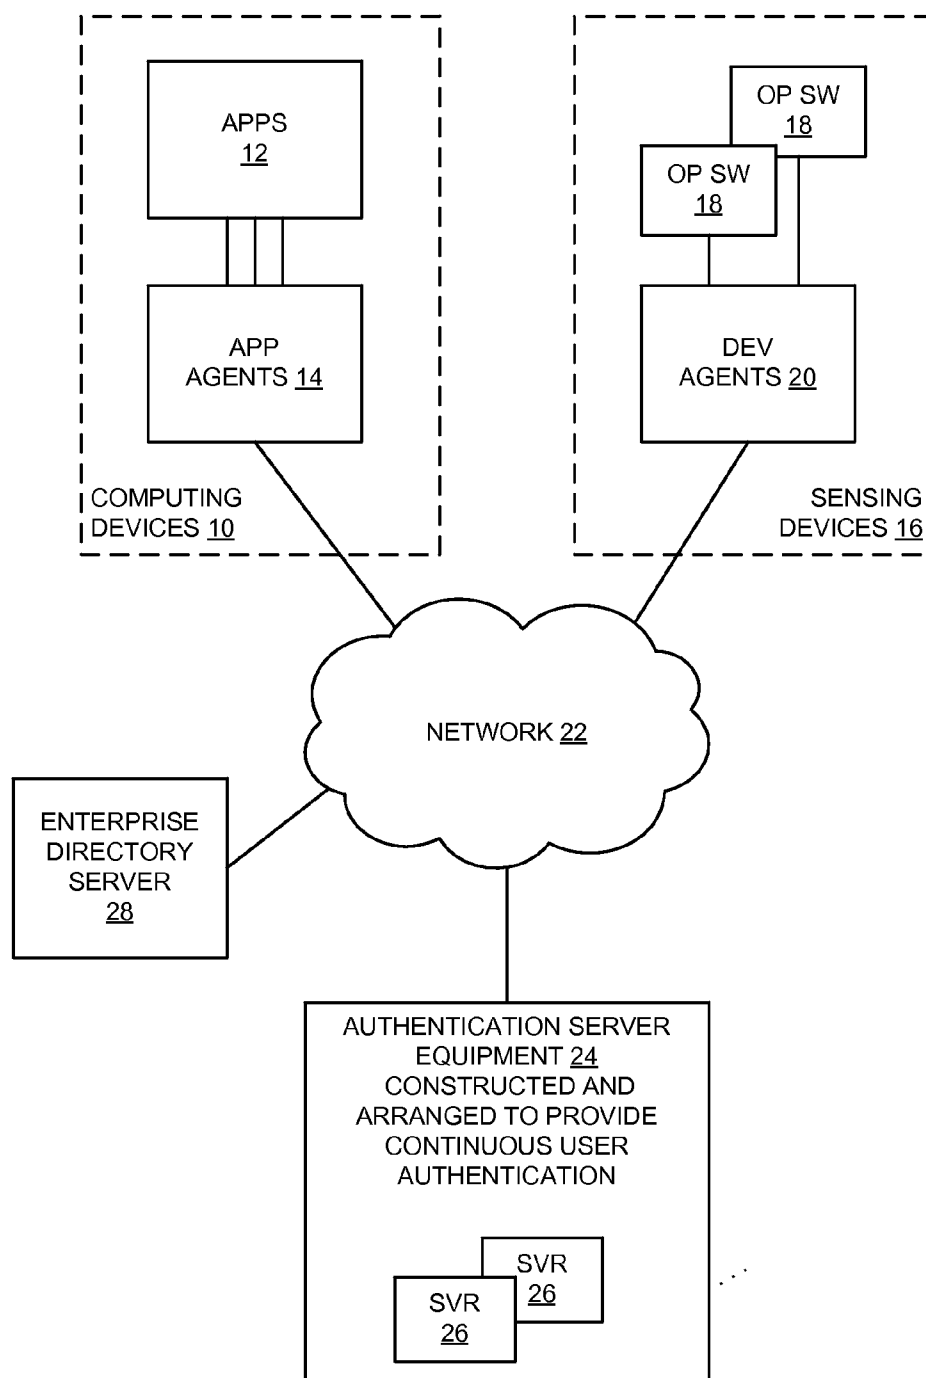 APPS
12
OP SW
18
OP SW
18
APP
AGENTS 14
DEV
AGENTS 20
COMPUTING
DEVICES 10
SENSING
DEVICES 16
NETWORK 22
ENTERPRISE
DIRECTORY
SERVER
28
AUTHENTICATION SERVER
EQUIPMENT 24
CONSTRUCTED AND
ARRANGED TO PROVIDE
CONTINUOUS USER
AUTHENTICATION
SVR
26
SVR
26
...